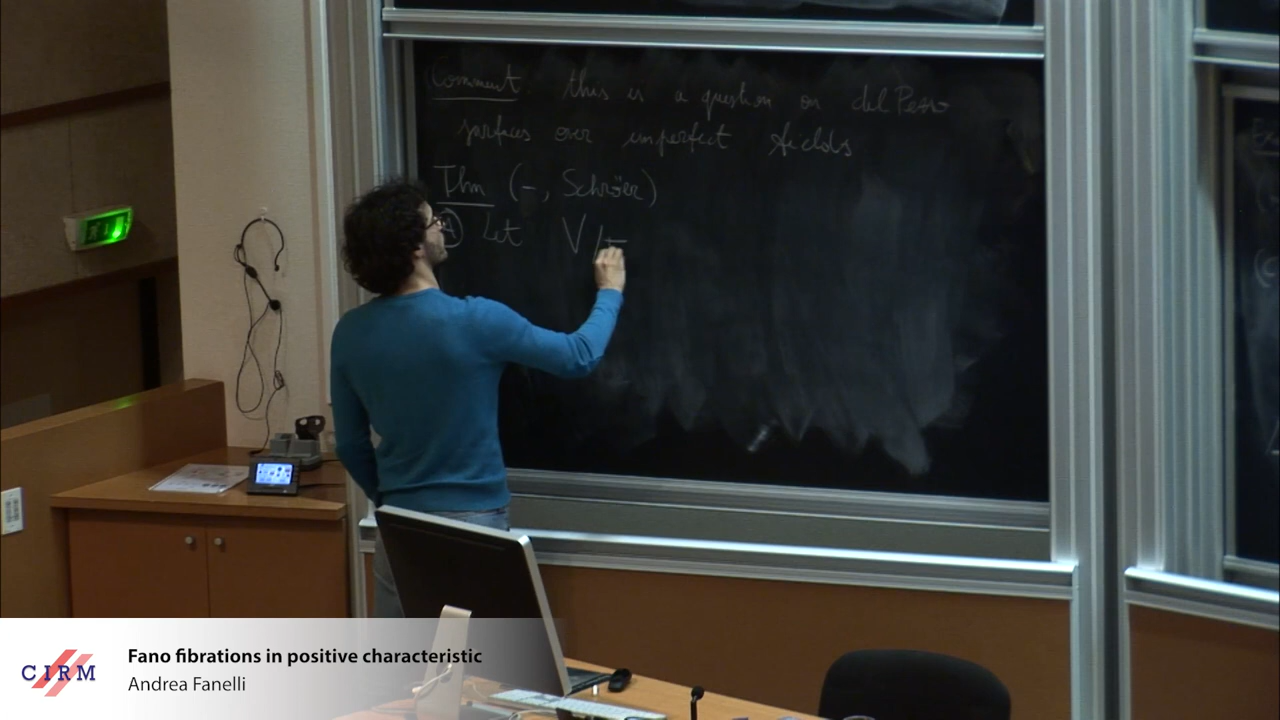 Comment: this is a question on del Pezzo
surfaces over imperfect fields
Thm (-, Schröer)
A Let V/
CIRM
Fano fibrations in positive characteristic
Andrea Fanelli